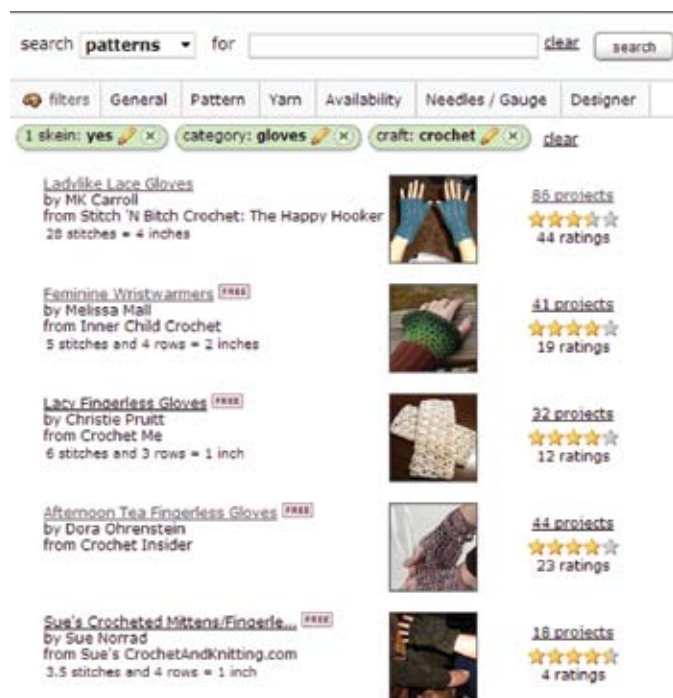 search patterns for clear search
filters General Pattern Yarn Availability Needles / Gauge Designer
1 skein: yes category: gloves craft: crochet clear
Ladylike Lace Gloves
by MK Carroll
from Stitch 'N Bitch Crochet: The Happy Hooker
28 stitches = 4 inches
86 projects
44 ratings
Feminine Wristwarmers FREE
by Melissa Mall
from Inner Child Crochet
5 stitches and 4 rows = 2 inches
41 projects
19 ratings
Lacy Fingerless Gloves FREE
by Christie Pruitt
from Crochet Me
6 stitches and 3 rows = 1 inch
32 projects
12 ratings
Afternoon Tea Fingerless Gloves FREE
by Dora Ohrenstein
from Crochet Insider
44 projects
23 ratings
Sue's Crocheted Mittens/Fingerle... FREE
by Sue Norrad
from Sue's CrochetAndKnitting.com
3.5 stitches and 4 rows = 1 inch
18 projects
4 ratings